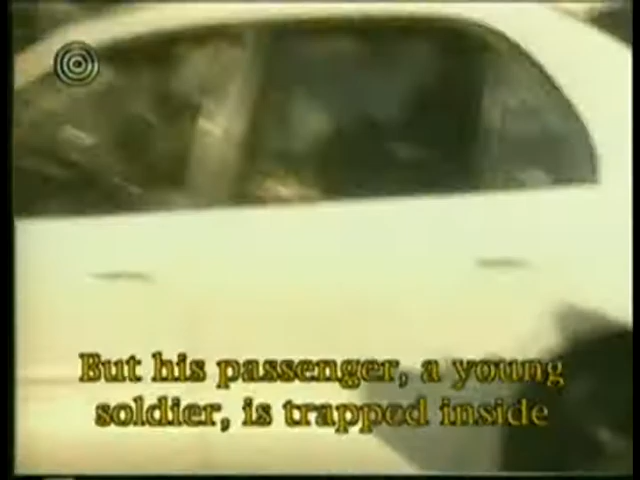 But his passenger, a young
soldier, is trapped inside